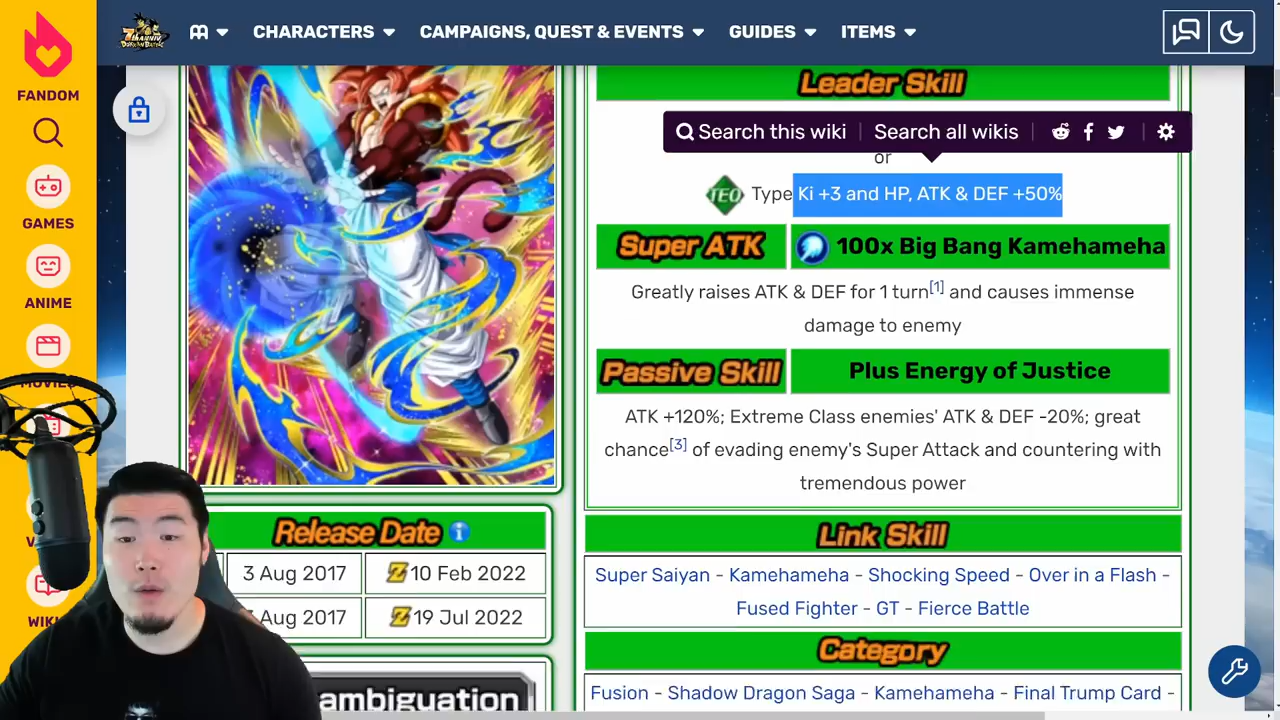 FANDOM
GAMES
ANIME
MOVIES
WIKI
CHARACTERS
CAMPAIGNS, QUEST & EVENTS
GUIDES
ITEMS
Leader Skill
Search this wiki
Search all wikis
or
TEQ Type Ki +3 and HP, ATK & DEF +50%
Super ATK
100x Big Bang Kamehameha
Greatly raises ATK & DEF for 1 turn[1] and causes immense
damage to enemy
Passive Skill
Plus Energy of Justice
ATK +120%; Extreme Class enemies' ATK & DEF -20%; great
chance[3] of evading enemy's Super Attack and countering with
tremendous power
Link Skill
Super Saiyan - Kamehameha - Shocking Speed - Over in a Flash -
Fused Fighter - GT - Fierce Battle
Category
Fusion - Shadow Dragon Saga - Kamehameha - Final Trump Card -
Release Date
3 Aug 2017
Z 10 Feb 2022
Aug 2017
Z 19 Jul 2022
ambiguation